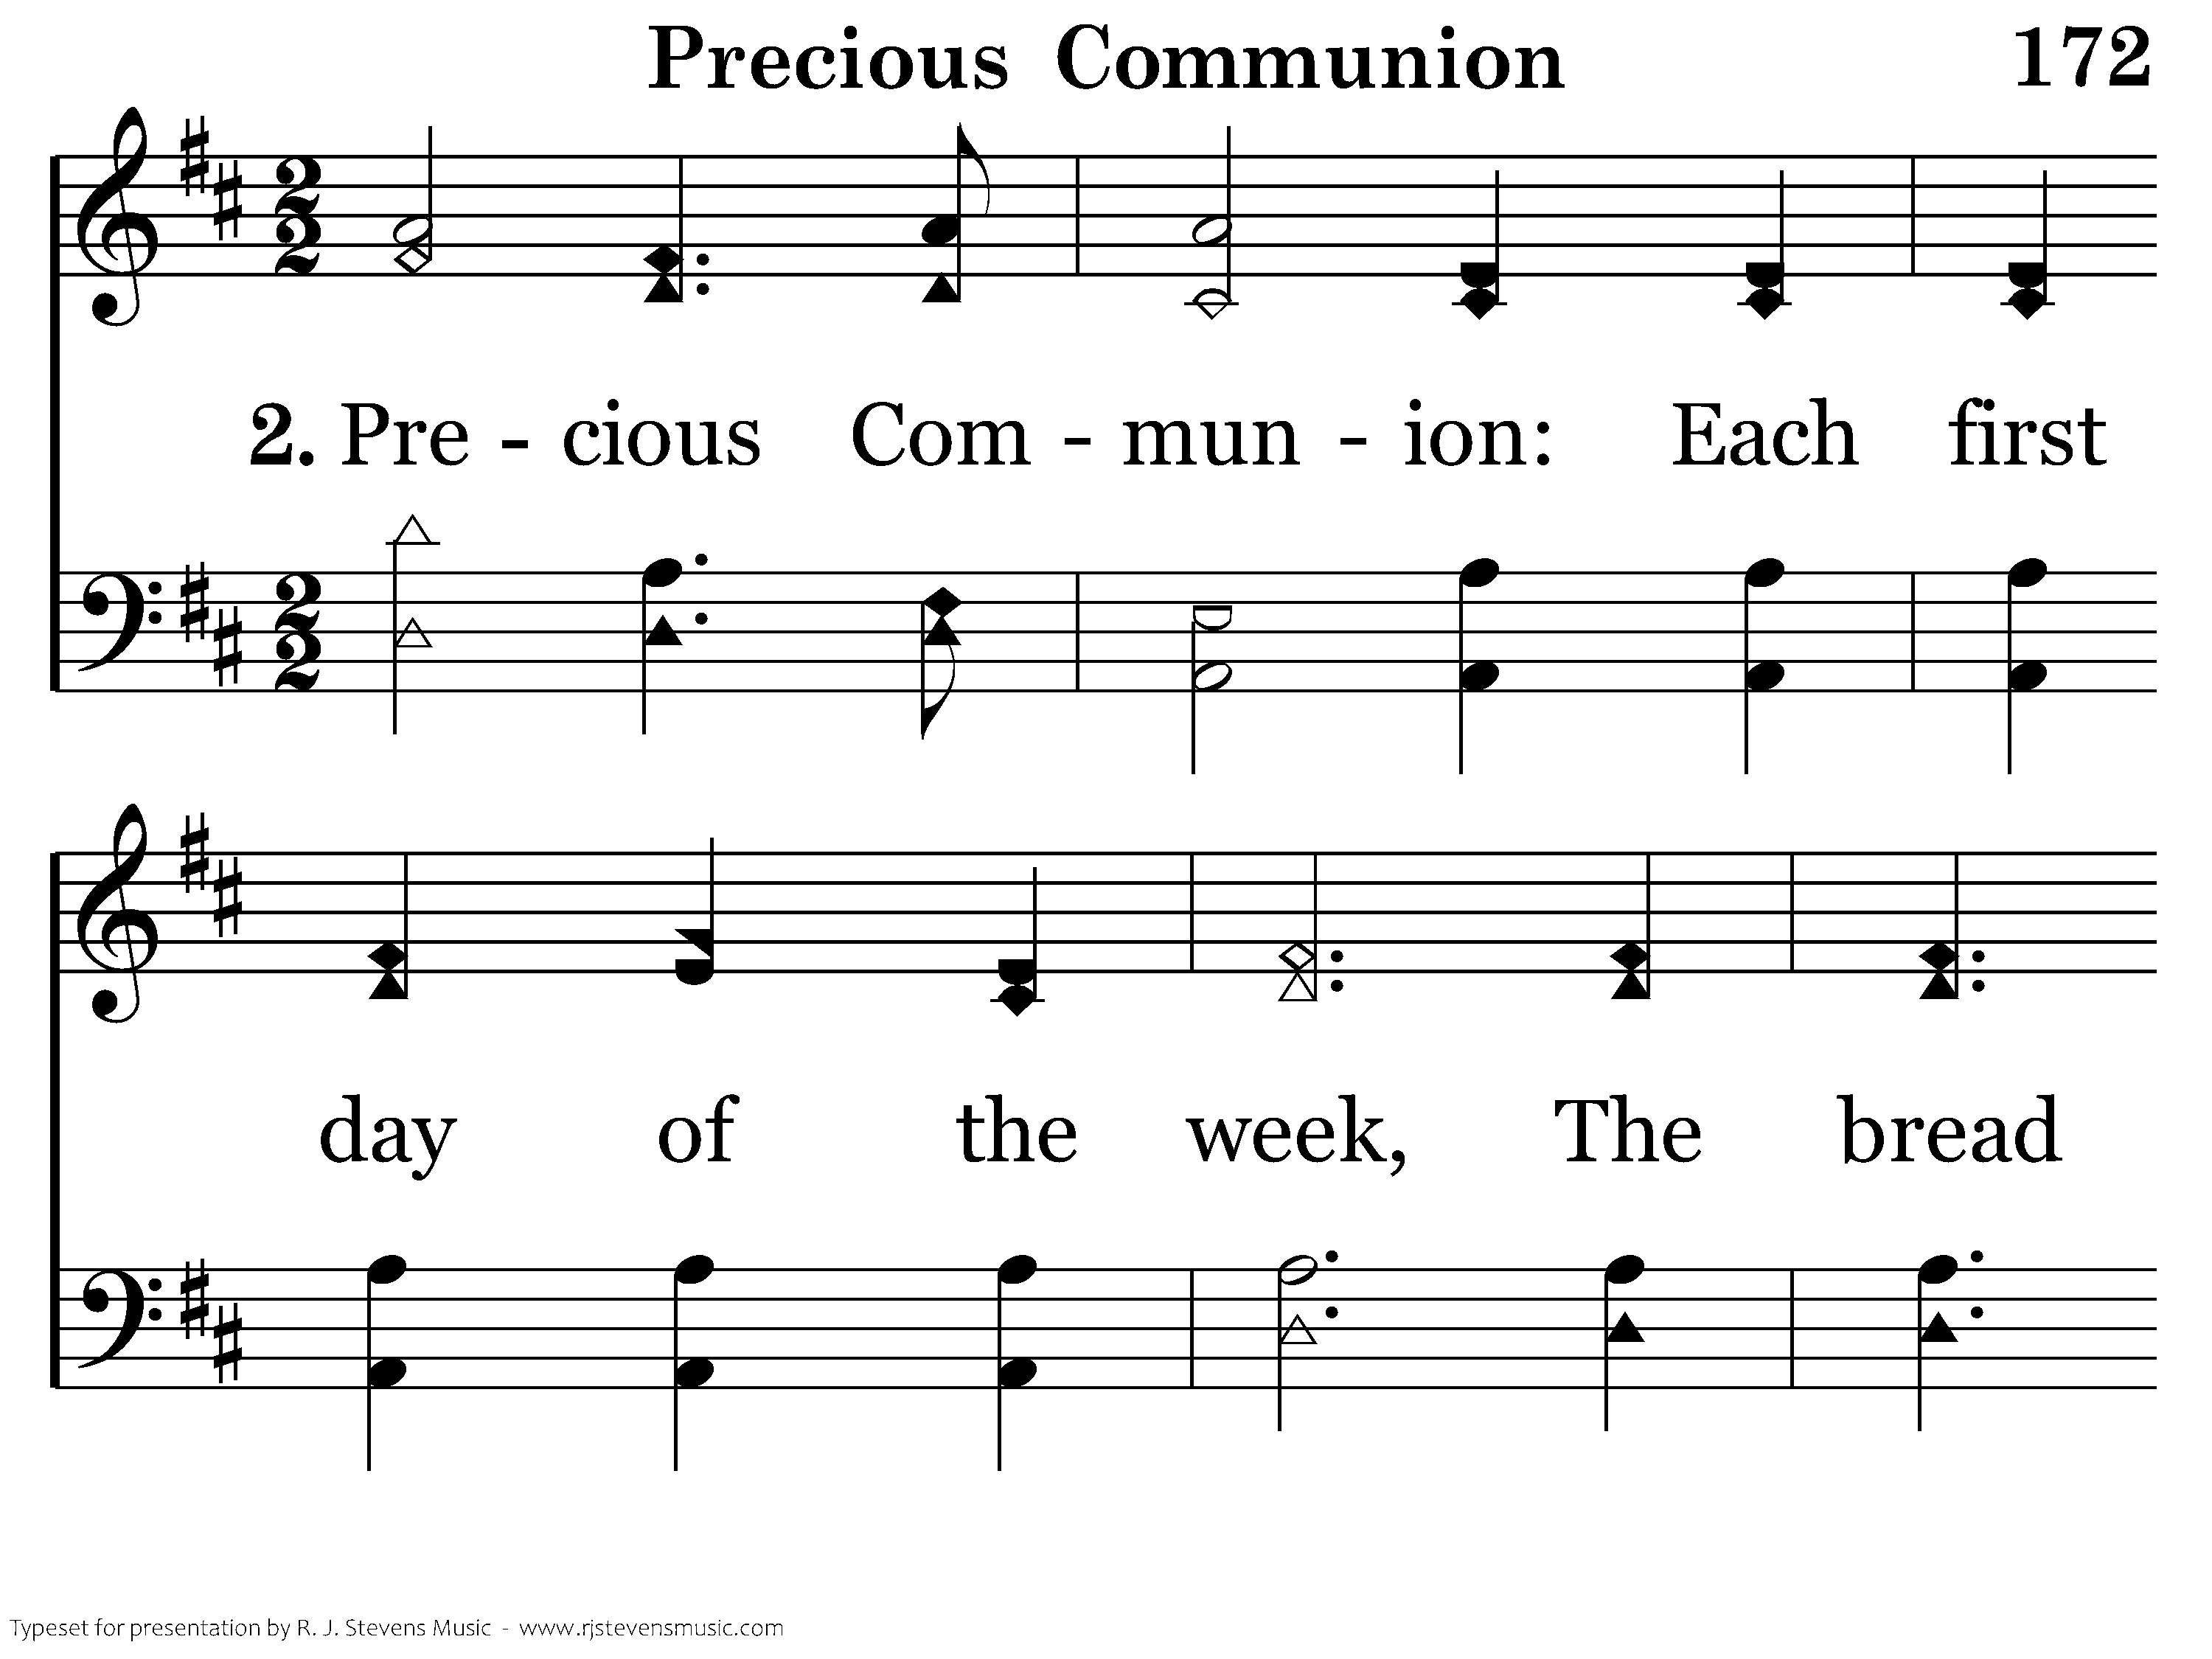 Precious Communion 172
2. Pre - cious Com - mun - ion: Each first
day of the week, The bread
Typeset for presentation by R. J. Stevens Music - www.rjstevensmusic.com